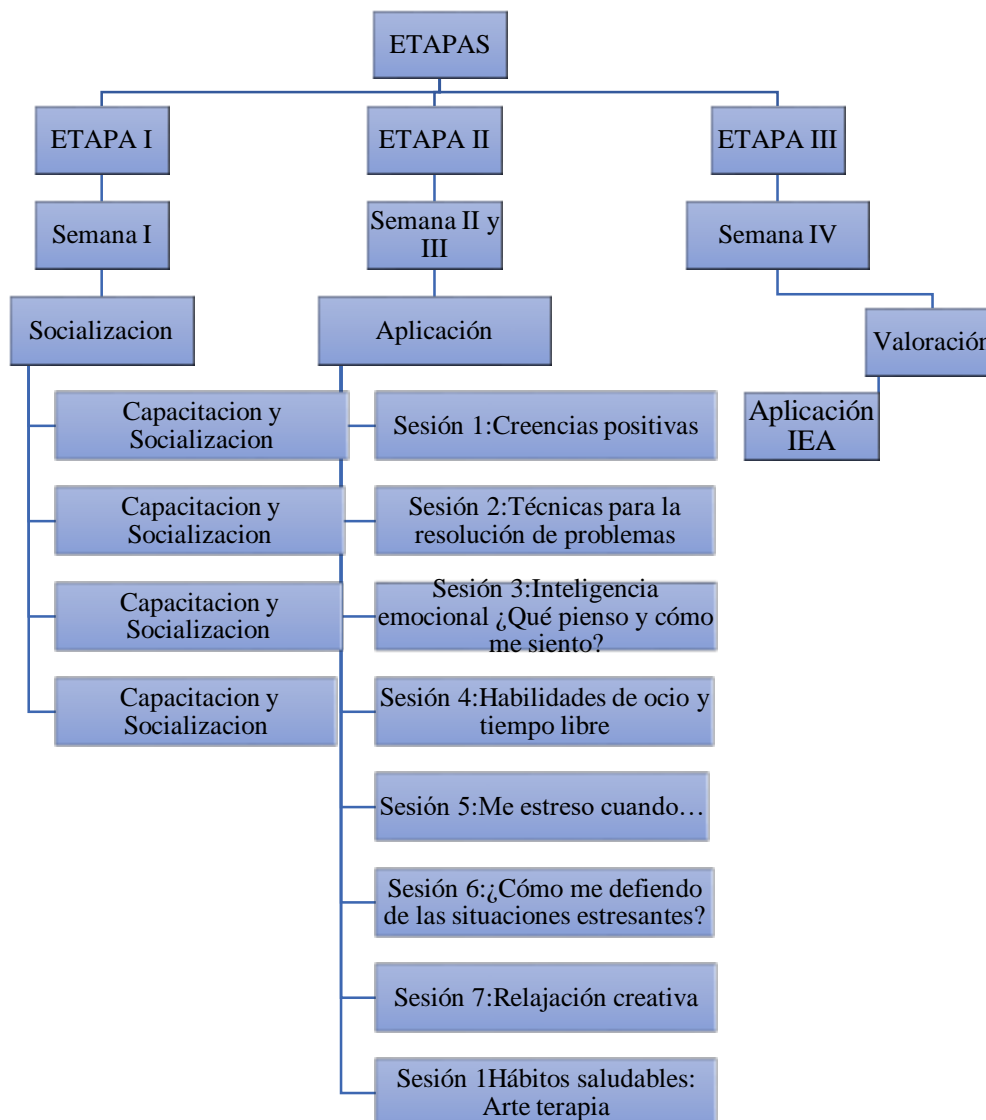 ETAPAS
ETAPA I
ETAPA II
ETAPA III
Semana I
Semana II y
III
Semana IV
Socializacion
Aplicación
Valoración
Capacitacion y
Socializacion
Capacitacion y
Socializacion
Capacitacion y
Socializacion
Capacitacion y
Socializacion
Sesión 1:Creencias positivas
Sesión 2:Técnicas para la
resolución de problemas
Sesión 3:Inteligencia
emocional ¿Qué pienso y cómo
me siento?
Sesión 4:Habilidades de ocio y
tiempo libre
Sesión 5:Me estreso cuando…
Sesión 6:¿Cómo me defiendo
de las situaciones estresantes?
Sesión 7:Relajación creativa
Sesión 1Hábitos saludables:
Arte terapia
Aplicación
IEA